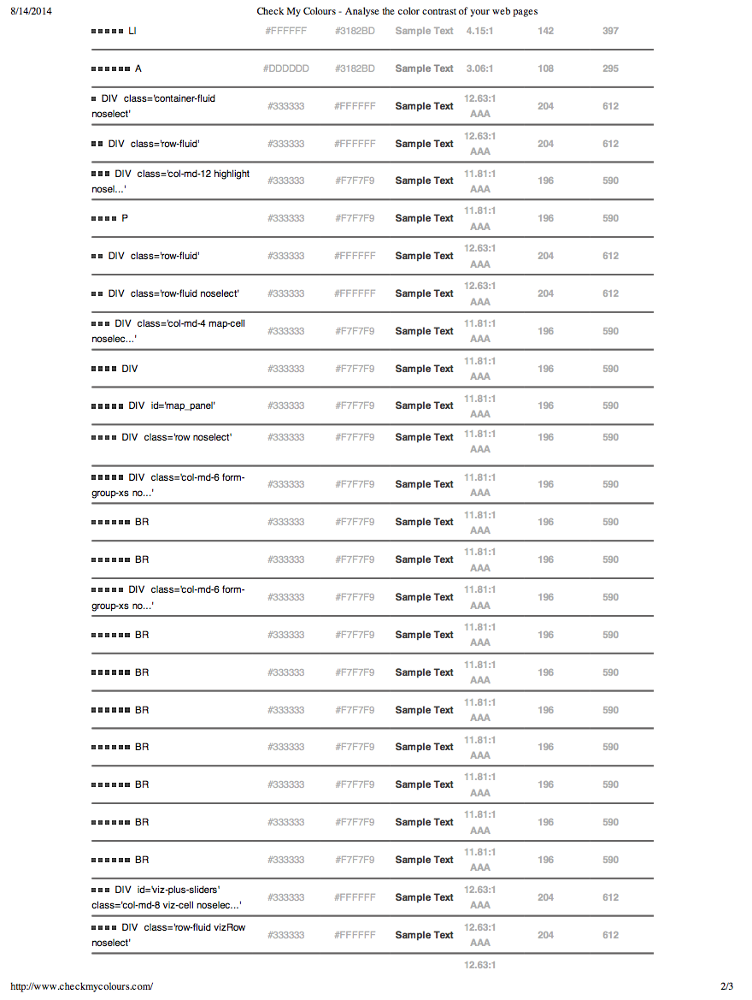 8/14/2014 Check My Colours - Analyse the color contrast of your web pages
LI #FFFFFF #3182BD Sample Text 4.15:1 142 397
A #DDDDDD #3182BD Sample Text 3.06:1 108 295
DIV class='container-fluid noselect' #333333 #FFFFFF Sample Text 12.63:1 AAA 204 612
DIV class='row-fluid' #333333 #FFFFFF Sample Text 12.63:1 AAA 204 612
DIV class='col-md-12 highlight nosel...' #333333 #F7F7F9 Sample Text 11.81:1 AAA 196 590
P #333333 #F7F7F9 Sample Text 11.81:1 AAA 196 590
DIV class='row-fluid' #333333 #FFFFFF Sample Text 12.63:1 AAA 204 612
DIV class='row-fluid noselect' #333333 #FFFFFF Sample Text 12.63:1 AAA 204 612
DIV class='col-md-4 map-cell noselec...' #333333 #F7F7F9 Sample Text 11.81:1 AAA 196 590
DIV #333333 #F7F7F9 Sample Text 11.81:1 AAA 196 590
DIV id='map_panel' #333333 #F7F7F9 Sample Text 11.81:1 AAA 196 590
DIV class='row noselect' #333333 #F7F7F9 Sample Text 11.81:1 AAA 196 590
DIV class='col-md-6 form-group-xs no...' #333333 #F7F7F9 Sample Text 11.81:1 AAA 196 590
BR #333333 #F7F7F9 Sample Text 11.81:1 AAA 196 590
BR #333333 #F7F7F9 Sample Text 11.81:1 AAA 196 590
DIV class='col-md-6 form-group-xs no...' #333333 #F7F7F9 Sample Text 11.81:1 AAA 196 590
BR #333333 #F7F7F9 Sample Text 11.81:1 AAA 196 590
BR #333333 #F7F7F9 Sample Text 11.81:1 AAA 196 590
BR #333333 #F7F7F9 Sample Text 11.81:1 AAA 196 590
BR #333333 #F7F7F9 Sample Text 11.81:1 AAA 196 590
BR #333333 #F7F7F9 Sample Text 11.81:1 AAA 196 590
BR #333333 #F7F7F9 Sample Text 11.81:1 AAA 196 590
BR #333333 #F7F7F9 Sample Text 11.81:1 AAA 196 590
DIV id='viz-plus-sliders' class='col-md-8 viz-cell noselec...' #333333 #FFFFFF Sample Text 12.63:1 AAA 204 612
DIV class='row-fluid vizRow noselect' #333333 #FFFFFF Sample Text 12.63:1 AAA 204 612
12.63:1
http://www.checkmycolours.com/ 2/3